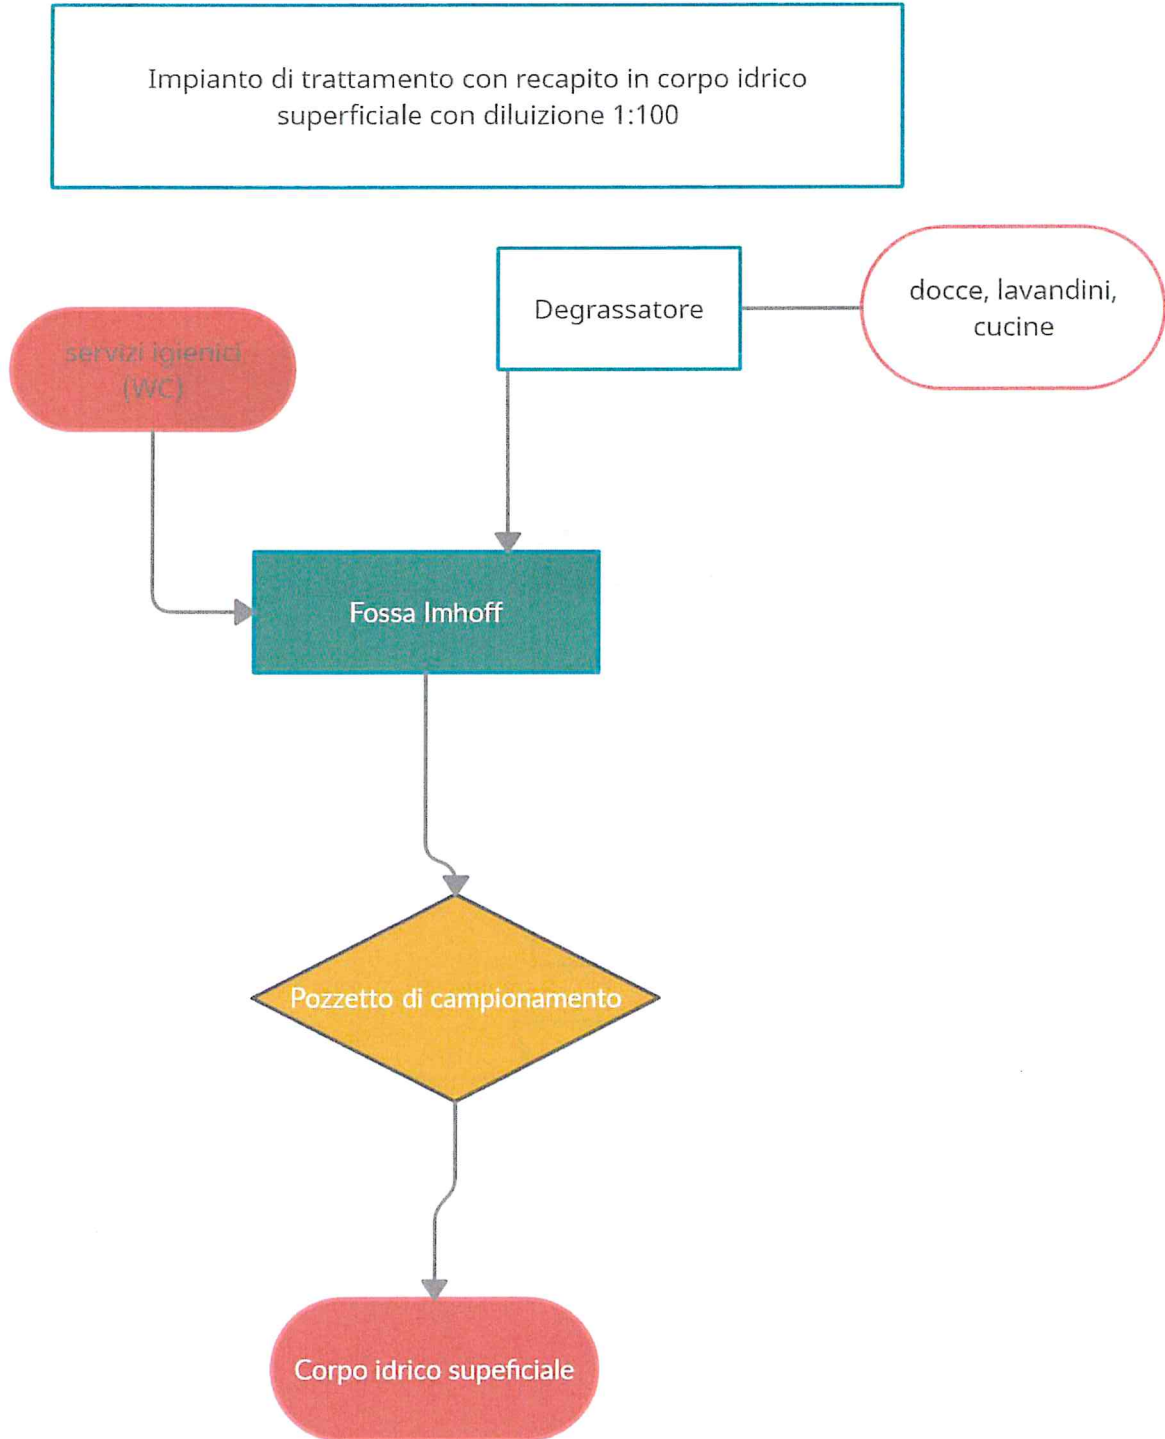 Impianto di trattamento con recapito in corpo idrico
superficiale con diluizione 1:100
Degrassatore
docce, lavandini,
cucine
servizi igienici
(WC)
Fossa Imhoff
Pozzetto di campionamento
Corpo idrico supeficiale